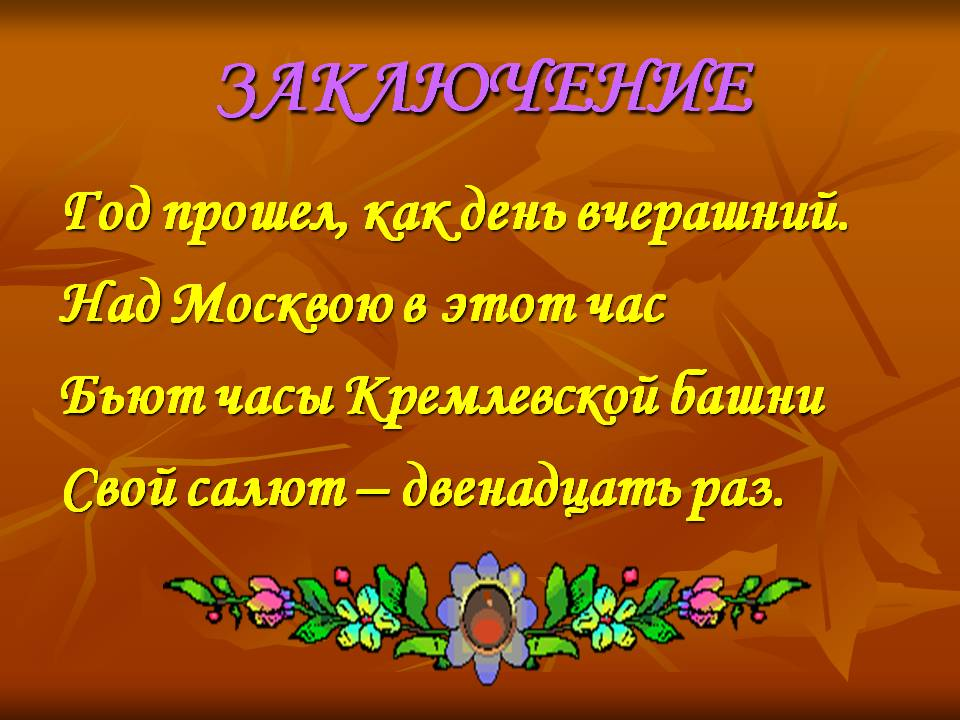 ЗАКЛЮЧЕНИЕ
Год прошел, как день вчерашний.
Над Москвою в этот час
Бьют часы Кремлевской башни
Свой салют – двенадцать раз.